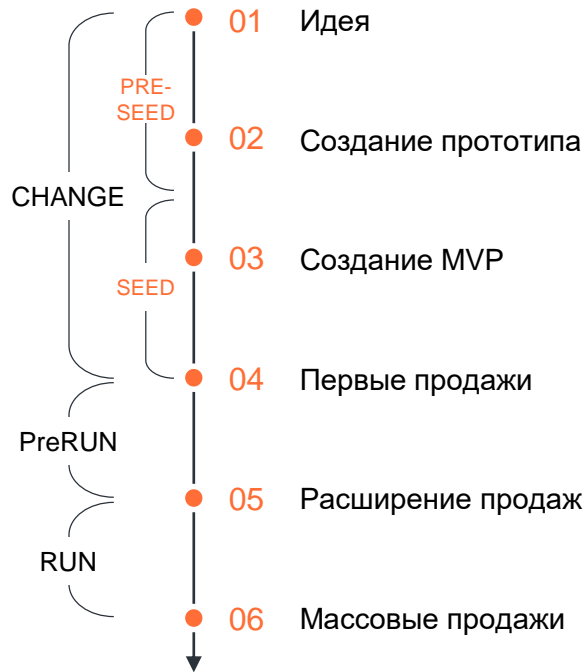 01 Идея
PRE-
SEED
02 Создание прототипа
CHANGE
03 Создание MVP
SEED
04 Первые продажи
PreRUN
05 Расширение продаж
RUN
06 Массовые продажи